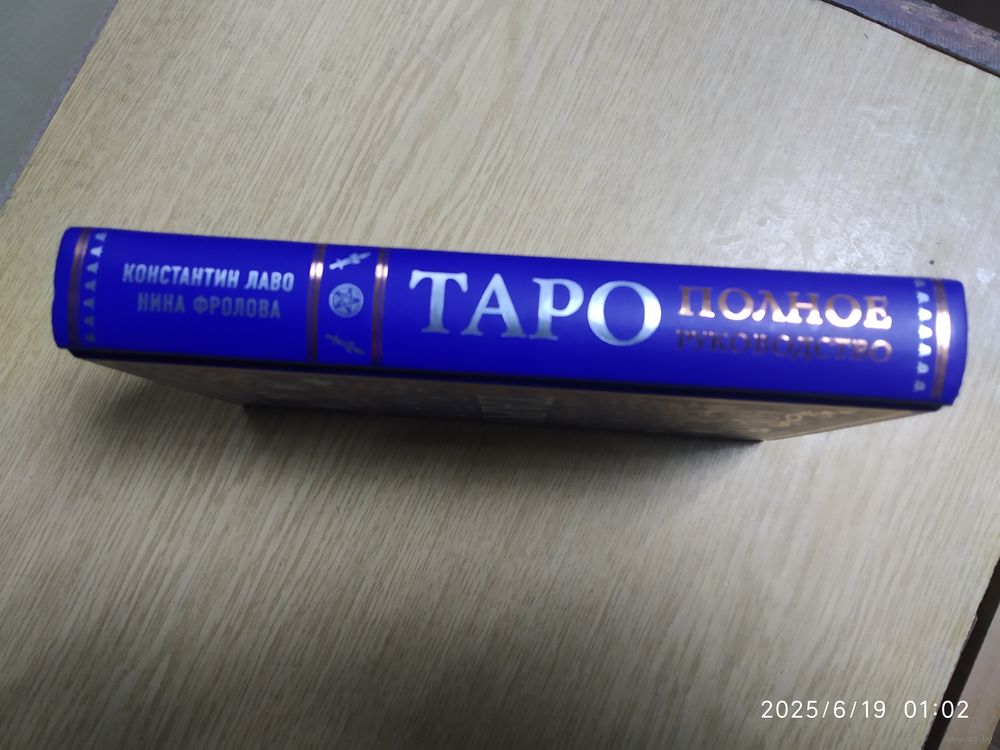 КОНСТАНТИН ЛАВО
НИНА ФРОЛОВА
ТАРО
ПОЛНОЕ
РУКОВОДСТВО
2025/6/19 01:02